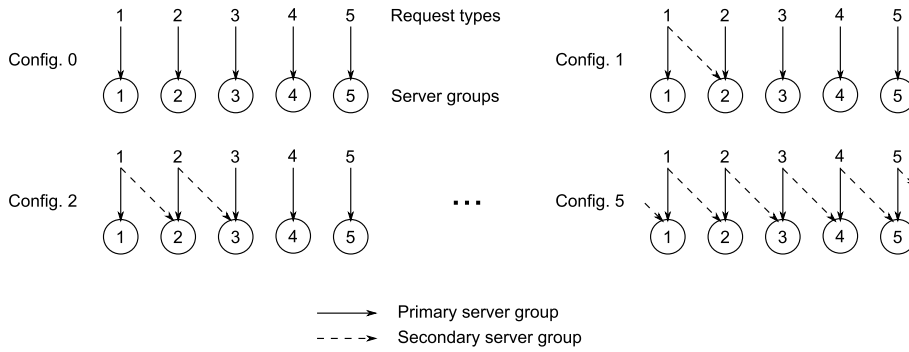 1 2 3 4 5 Request types 1 2 3 4 5
Config. 0 Config. 1
1 2 3 4 5 Server groups 1 2 3 4 5
1 2 3 4 5 1 2 3 4 5
Config. 2 ... Config. 5
1 2 3 4 5 1 2 3 4 5
Primary server group
Secondary server group